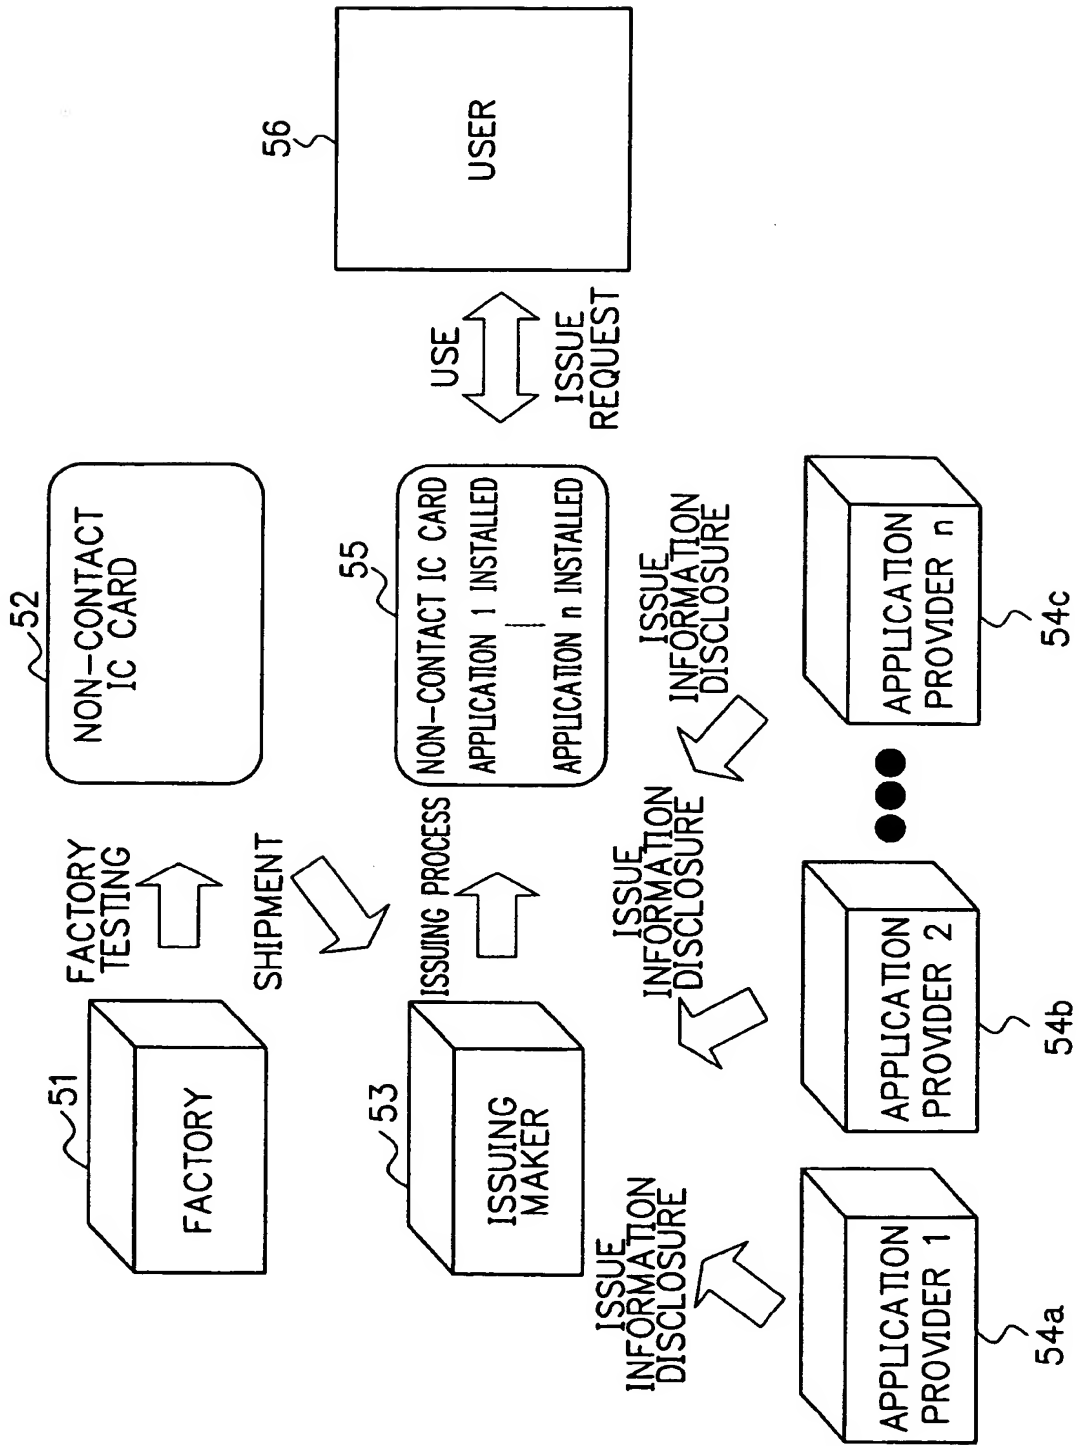 51
FACTORY
FACTORY
TESTING
52
NON-CONTACT
IC CARD
SHIPMENT
53
ISSUING
MAKER
ISSUING PROCESS
55
NON-CONTACT IC CARD
APPLICATION 1 INSTALLED
APPLICATION n INSTALLED
USE
ISSUE
REQUEST
56
USER
ISSUE
INFORMATION
DISCLOSURE
ISSUE
INFORMATION
DISCLOSURE
ISSUE
INFORMATION
DISCLOSURE
APPLICATION
PROVIDER 1
54a
APPLICATION
PROVIDER 2
54b
APPLICATION
PROVIDER n
54c